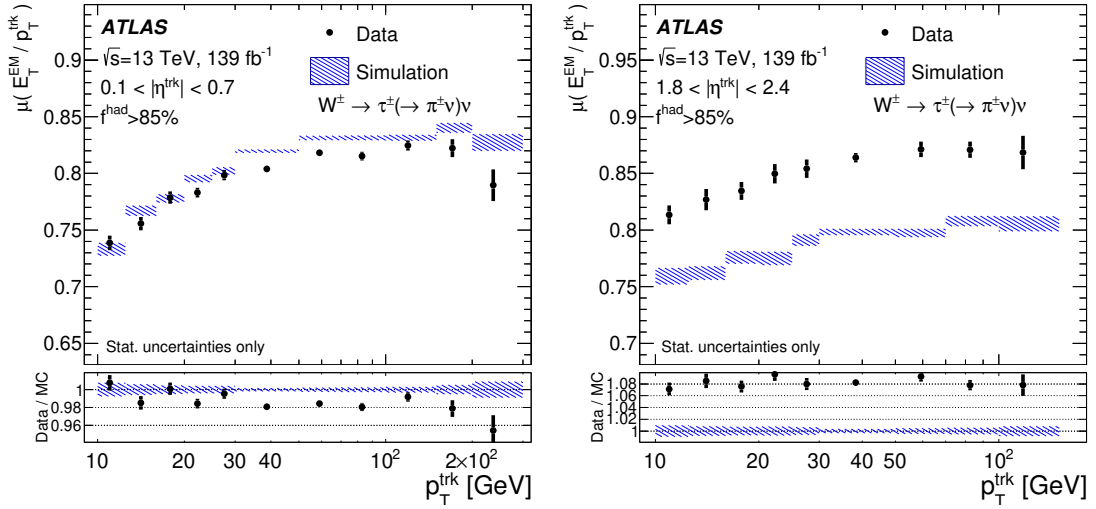 ATLAS
√s=13 TeV, 139 fb⁻¹
0.1 < |η^trk| < 0.7
f^had>85%
Data
Simulation
W^± → τ^±(→ π^±ν)ν
μ( E_T^EM / p_T^trk )
0.9
0.85
0.8
0.75
0.7
0.65
Stat. uncertainties only
Data / MC
1
0.98
0.96
10 20 30 40 10² 2×10²
p_T^trk [GeV]
ATLAS
√s=13 TeV, 139 fb⁻¹
1.8 < |η^trk| < 2.4
f^had>85%
Data
Simulation
W^± → τ^±(→ π^±ν)ν
μ( E_T^EM / p_T^trk )
0.95
0.9
0.85
0.8
0.75
0.7
Stat. uncertainties only
Data / MC
1.08
1.06
1.04
1.02
1
10 20 30 40 10²
p_T^trk [GeV]